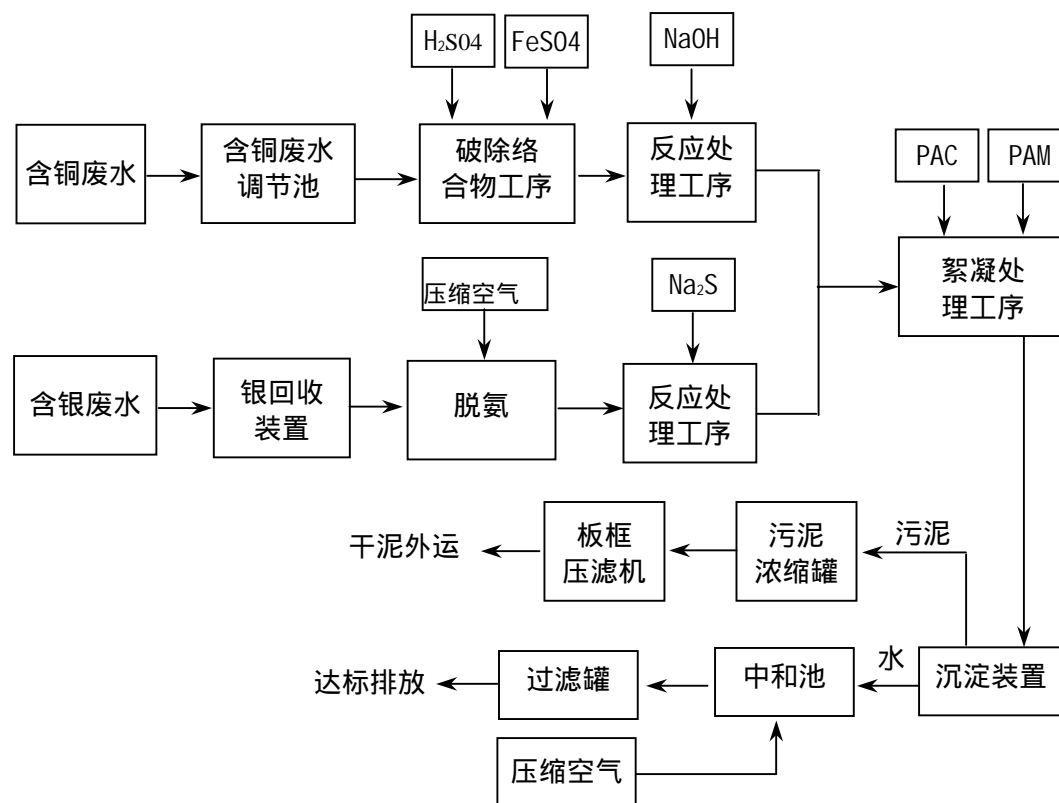 H₂SO4
FeSO4
NaOH
PAC
PAM
含铜废水
含铜废水
调节池
破除络
合物工序
反应处
理工序
絮凝处
理工序
压缩空气
Na₂S
含银废水
银回收
装置
脱氨
反应处
理工序
干泥外运
板框
压滤机
污泥
浓缩罐
污泥
达标排放
过滤罐
中和池
水
沉淀装置
压缩空气